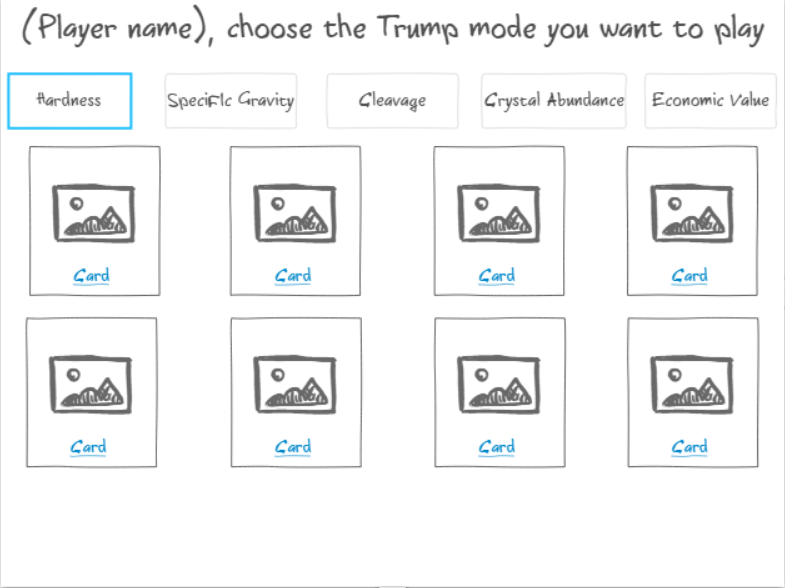 (Player name), choose the Trump mode you want to play
Hardness
Specific Gravity
Cleavage
Crystal Abundance
Economic Value
Card
Card
Card
Card
Card
Card
Card
Card